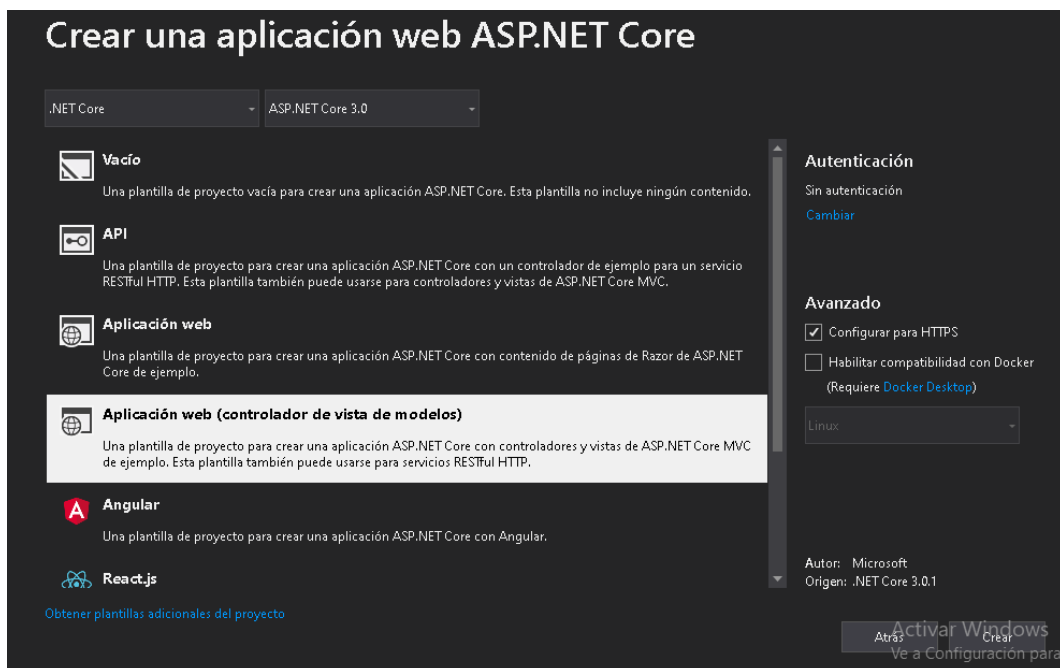 Crear una aplicación web ASP.NET Core
.NET Core
ASP.NET Core 3.0
Vacío
Una plantilla de proyecto vacía para crear una aplicación ASP.NET Core. Esta plantilla no incluye ningún contenido.
API
Una plantilla de proyecto para crear una aplicación ASP.NET Core con un controlador de ejemplo para un servicio
RESTful HTTP. Esta plantilla también puede usarse para controladores y vistas de ASP.NET Core MVC.
Aplicación web
Una plantilla de proyecto para crear una aplicación ASP.NET Core con contenido de páginas de Razor de ASP.NET
Core de ejemplo.
Aplicación web (controlador de vista de modelos)
Una plantilla de proyecto para crear una aplicación ASP.NET Core con controladores y vistas de ASP.NET Core MVC
de ejemplo. Esta plantilla también puede usarse para servicios RESTful HTTP.
Angular
Una plantilla de proyecto para crear una aplicación ASP.NET Core con Angular.
React.js
Obtener plantillas adicionales del proyecto
Autenticación
Sin autenticación
Cambiar
Avanzado
Configurar para HTTPS
Habilitar compatibilidad con Docker
(Requiere Docker Desktop)
Linux
Autor: Microsoft
Origen: .NET Core 3.0.1
Atrás
Crear
Activar Windows
Ve a Configuración para